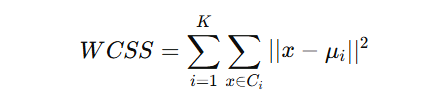 WCSS = \sum_{i=1}^{K} \sum_{x \in C_i} ||x - \mu_i||^2